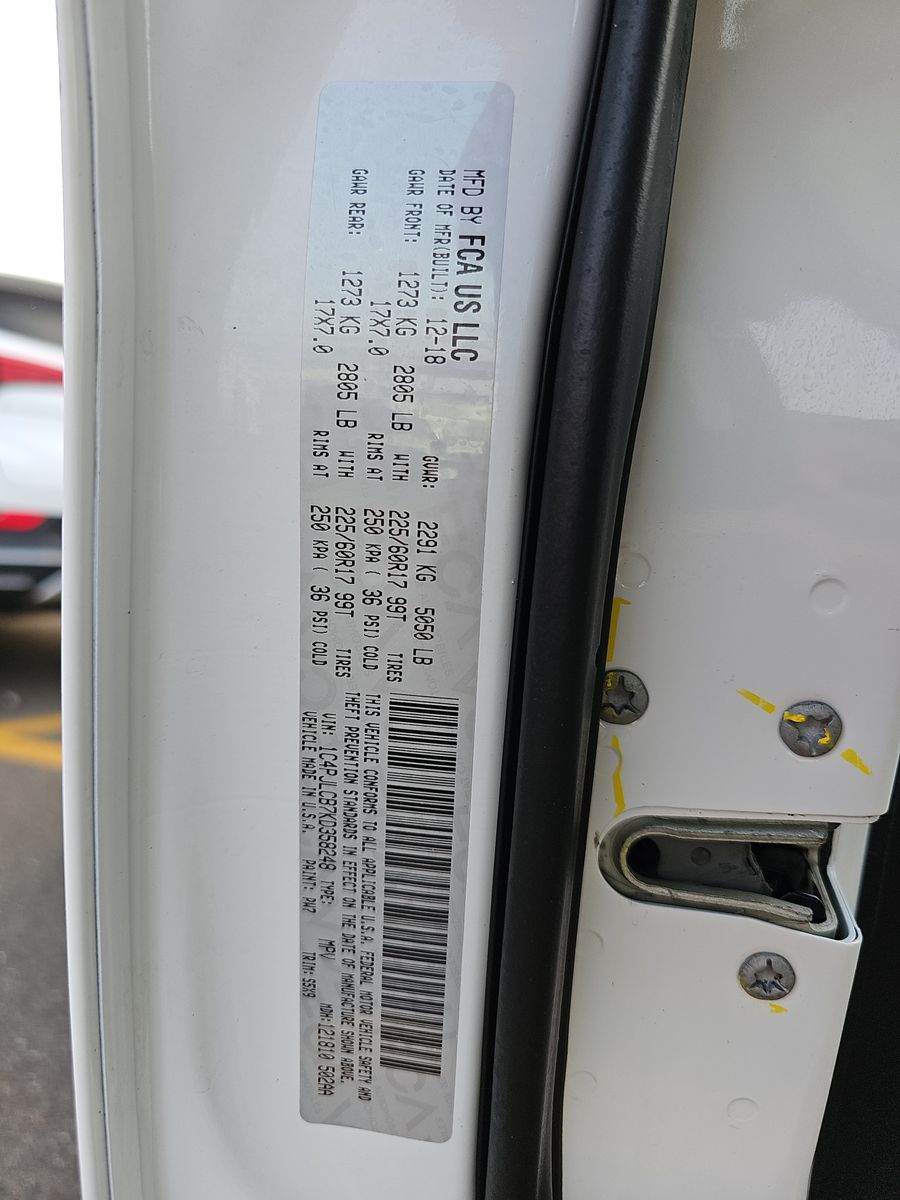 MFD BY FCA US LLC
DATE OF MFR(BUILT): 12-18 GVWR: 2291 KG 5050 LB
GAWR FRONT: 1273 KG 2805 LB WITH 225/60R17 99T TIRES
17X7.0 RIMS AT 250 KPA ( 36 PSI) COLD
GAWR REAR: 1273 KG 2805 LB WITH 225/60R17 99T TIRES
17X7.0 RIMS AT 250 KPA ( 36 PSI) COLD
THIS VEHICLE CONFORMS TO ALL APPLICABLE U.S.A. FEDERAL MOTOR VEHICLE SAFETY AND
THEFT PREVENTION STANDARDS IN EFFECT ON THE DATE OF MANUFACTURE SHOWN ABOVE.
VIN: 1C4PJLCB7KD358248 TYPE: MPV MDH:121810 502AA
VEHICLE MADE IN U.S.A. PAINT: PW7 TRIM: S5X9